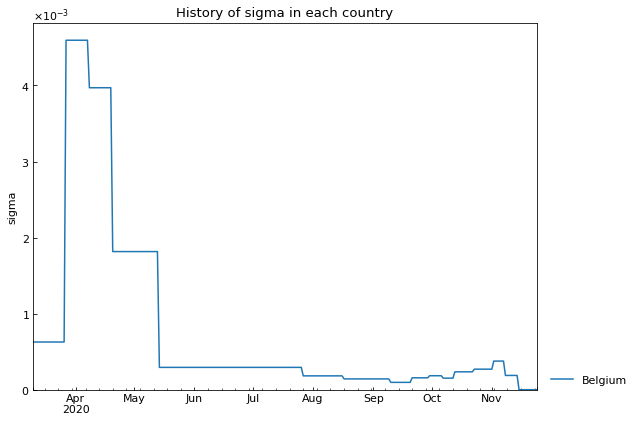 History of sigma in each country
×10⁻³
4
3
2
1
0
sigma
Apr
2020
May
Jun
Jul
Aug
Sep
Oct
Nov
Belgium